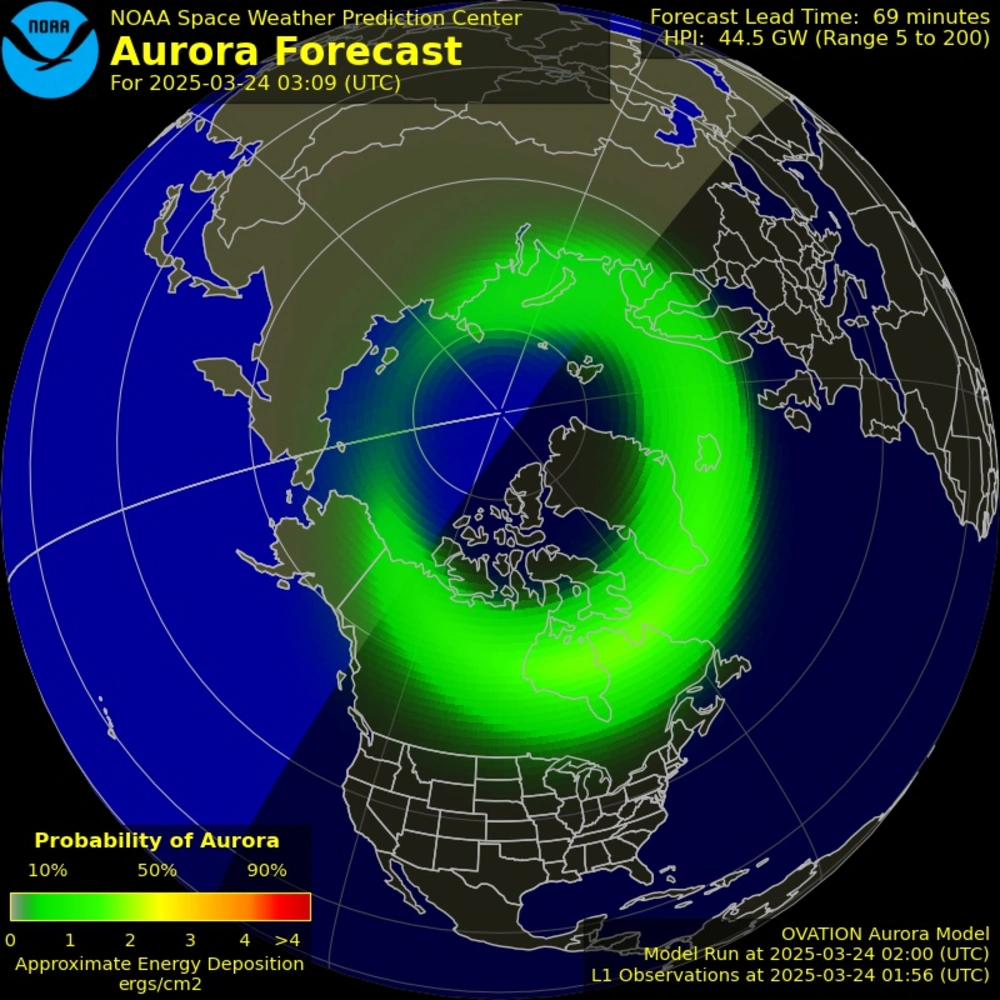 NOAA
NOAA Space Weather Prediction Center
Aurora Forecast
For 2025-03-24 03:09 (UTC)
Forecast Lead Time: 69 minutes
HPI: 44.5 GW (Range 5 to 200)
Probability of Aurora
10% 50% 90%
0 1 2 3 4 >4
Approximate Energy Deposition
ergs/cm2
OVATION Aurora Model
Model Run at 2025-03-24 02:00 (UTC)
L1 Observations at 2025-03-24 01:56 (UTC)